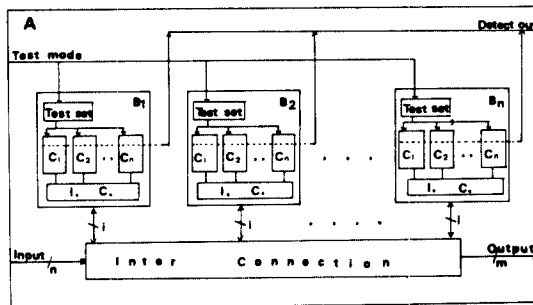 A
Detect out
Test mode
B1
Test set
C1 C2 . . Cn
I. C.
B2
Test set
C1 C2 . . Cn
I. C.
. . . .
Bn
Test set
C1 C2 . . Cn
I. C.
i
i
. . . .
i
Input
n
Inter Connection
Output
m